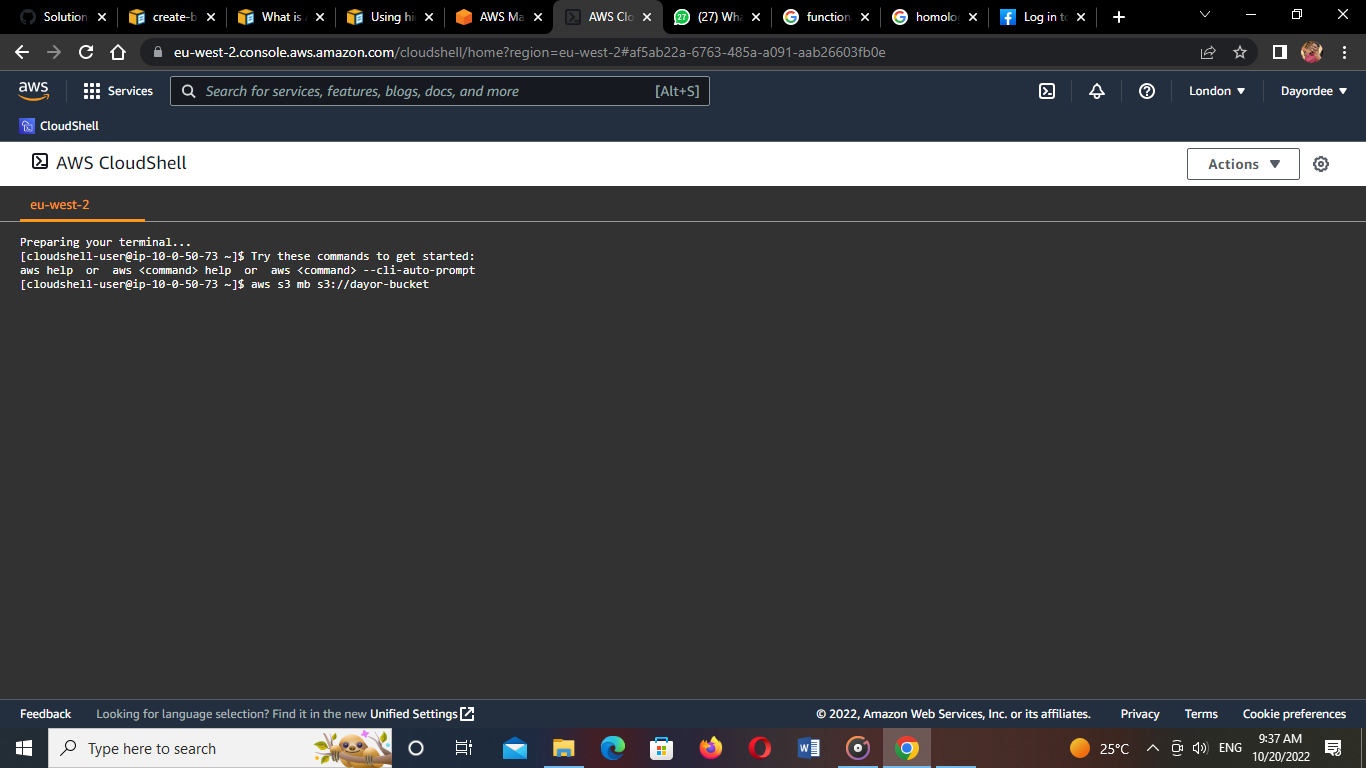 Solution
create-b
What is
Using hi
AWS Ma
AWS Clo
27
(27) Wha
function
homolog
Log in to
eu-west-2.console.aws.amazon.com/cloudshell/home?region=eu-west-2#af5ab22a-6763-485a-a091-aab26603fb0e
aws
Services
Search for services, features, blogs, docs, and more
[Alt+S]
London
Dayordee
CloudShell
AWS CloudShell
Actions
eu-west-2
Preparing your terminal...
[cloudshell-user@ip-10-0-50-73 ~]$ Try these commands to get started:
aws help  or  aws <command> help  or  aws <command> --cli-auto-prompt
[cloudshell-user@ip-10-0-50-73 ~]$ aws s3 mb s3://dayor-bucket
Feedback
Looking for language selection? Find it in the new Unified Settings
© 2022, Amazon Web Services, Inc. or its affiliates.
Privacy
Terms
Cookie preferences
Type here to search
25°C
ENG
9:37 AM
10/20/2022